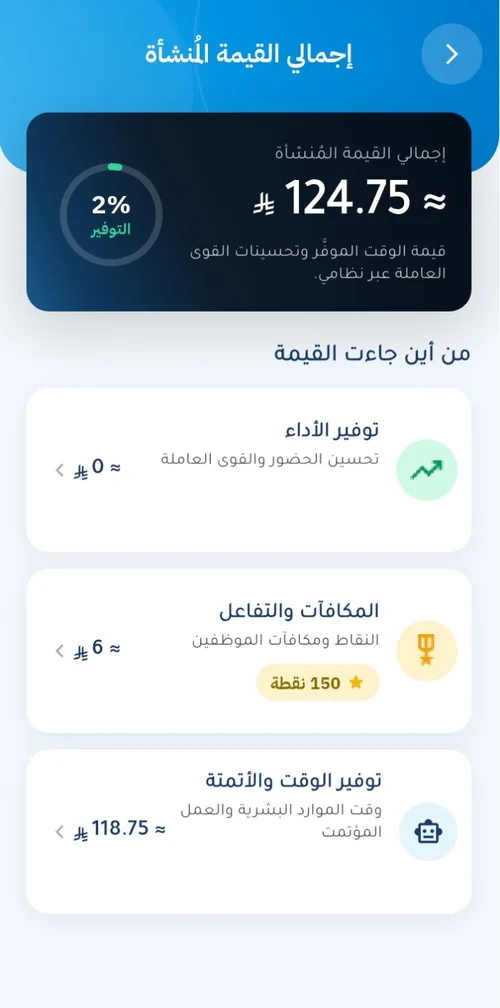 إجمالي القيمة المُنشأة
إجمالي القيمة المُنشأة
≈ 124.75 ⃁
2%
التوفير
قيمة الوقت الموفَّر وتحسينات القوى
العاملة عبر نظامي.
من أين جاءت القيمة
توفير الأداء
تحسين الحضور والقوى العاملة
≈ 0 ⃁
المكافآت والتفاعل
النقاط ومكافآت الموظفين
150 نقطة
≈ 6 ⃁
توفير الوقت والأتمتة
وقت الموارد البشرية والعمل
المؤتمت
≈ 118.75 ⃁